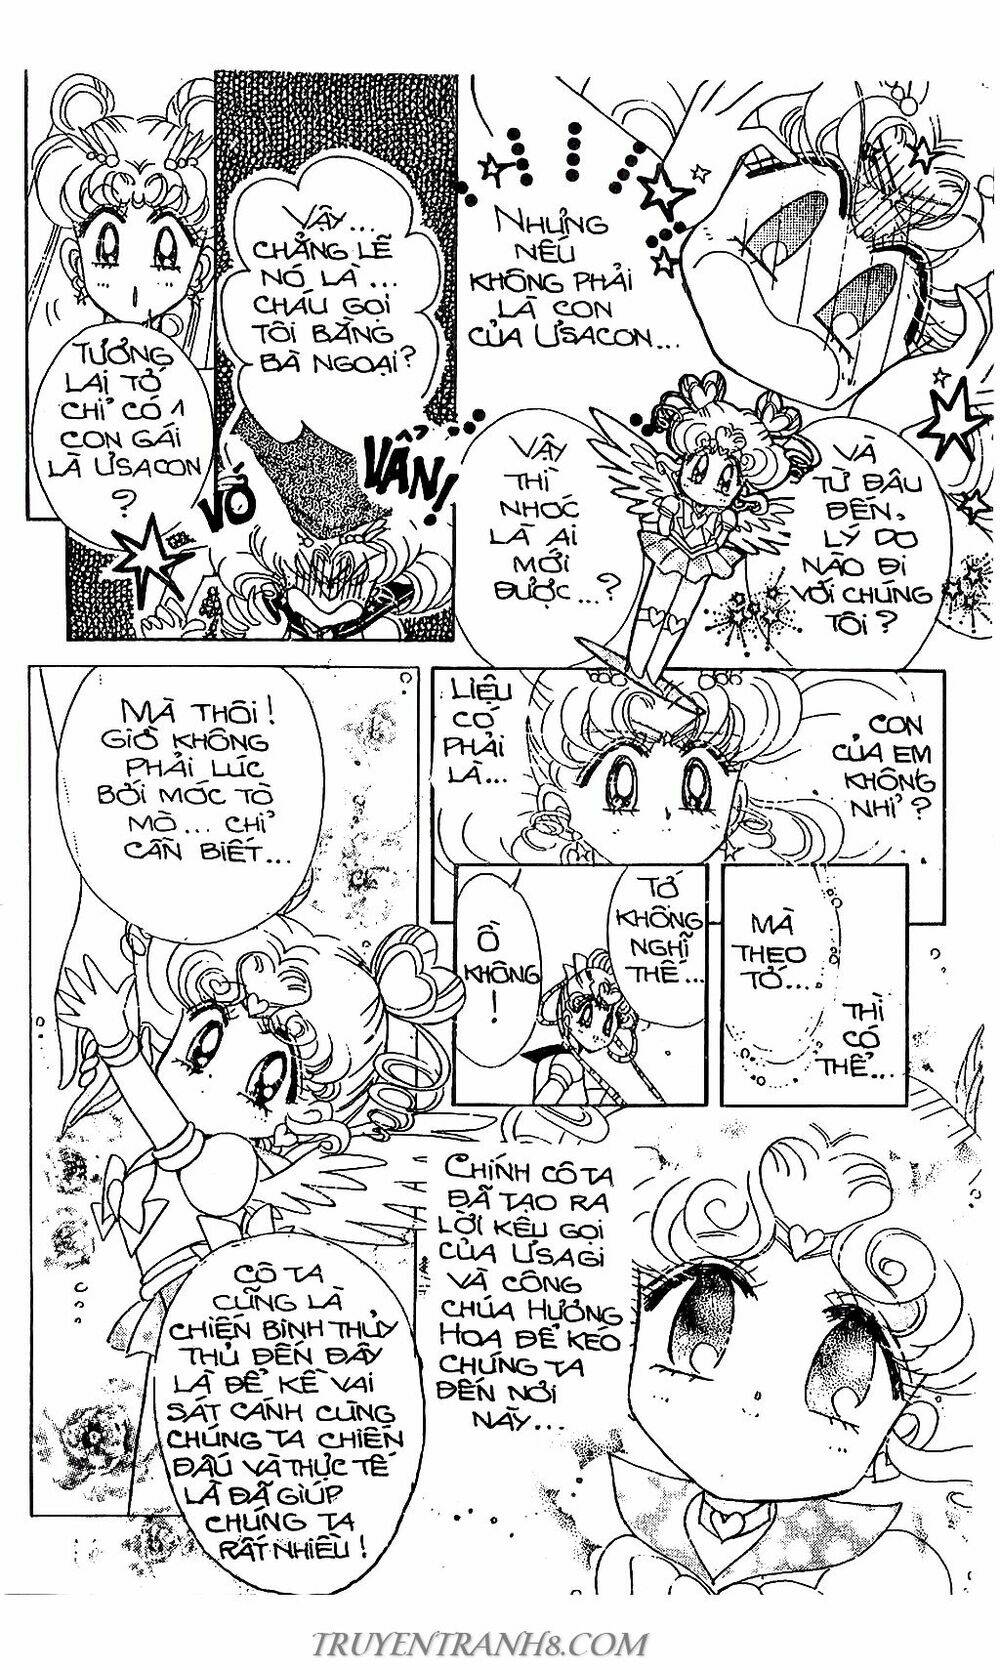 NHƯNG
NẾU
KHÔNG PHẢI
LÀ CON
CỦA ƯSACON...
VẬY...
CHẲNG LẼ
NÓ LÀ...
CHÁU GỌI
TÔI BẰNG
BÀ NGOẠI?
TƯƠNG
LAI TỚ
CHỈ CÓ 1
CON GÁI
LÀ ƯSACON
?
VỚ
VẨN!
VÀ
TỪ ĐÂU
ĐẾN,
LÝ DO
NÀO ĐI
VỚI CHÚNG
TÔI?
VẬY
THÌ
NHÓC
LÀ AI
MỚI
ĐƯỢC...?
CON
CỦA EM
KHÔNG
NHỈ?
LIỆU
CÓ
PHẢI
LÀ...
MÀ
THEO
TỚ...
THÌ
CÓ
THỂ...
TỚ
KHÔNG
NGHĨ
THẾ...
Ồ
KHÔNG
!
MÀ THÔI!
GIỜ KHÔNG
PHẢI LÚC
BỚI MÓC TÒ
MÒ... CHỈ
CẦN BIẾT...
CHÍNH CÔ TA
ĐÃ TẠO RA
LỜI KÊU GỌI
CỦA ƯSAGI
VÀ CÔNG
CHÚA HƯỚNG
HOA ĐỂ KÉO
CHÚNG TA
ĐẾN NƠI
NÀY...
CÔ TA
CŨNG LÀ
CHIẾN BINH THỦY
THỦ ĐẾN ĐÂY
LÀ ĐỂ KỀ VAI
SÁT CÁNH CÙNG
CHÚNG TA CHIẾN
ĐẤU VÀ THỰC TẾ
LÀ ĐÃ GIÚP
CHÚNG TA
RẤT NHIỀU!
TRUYENTRANH8.COM